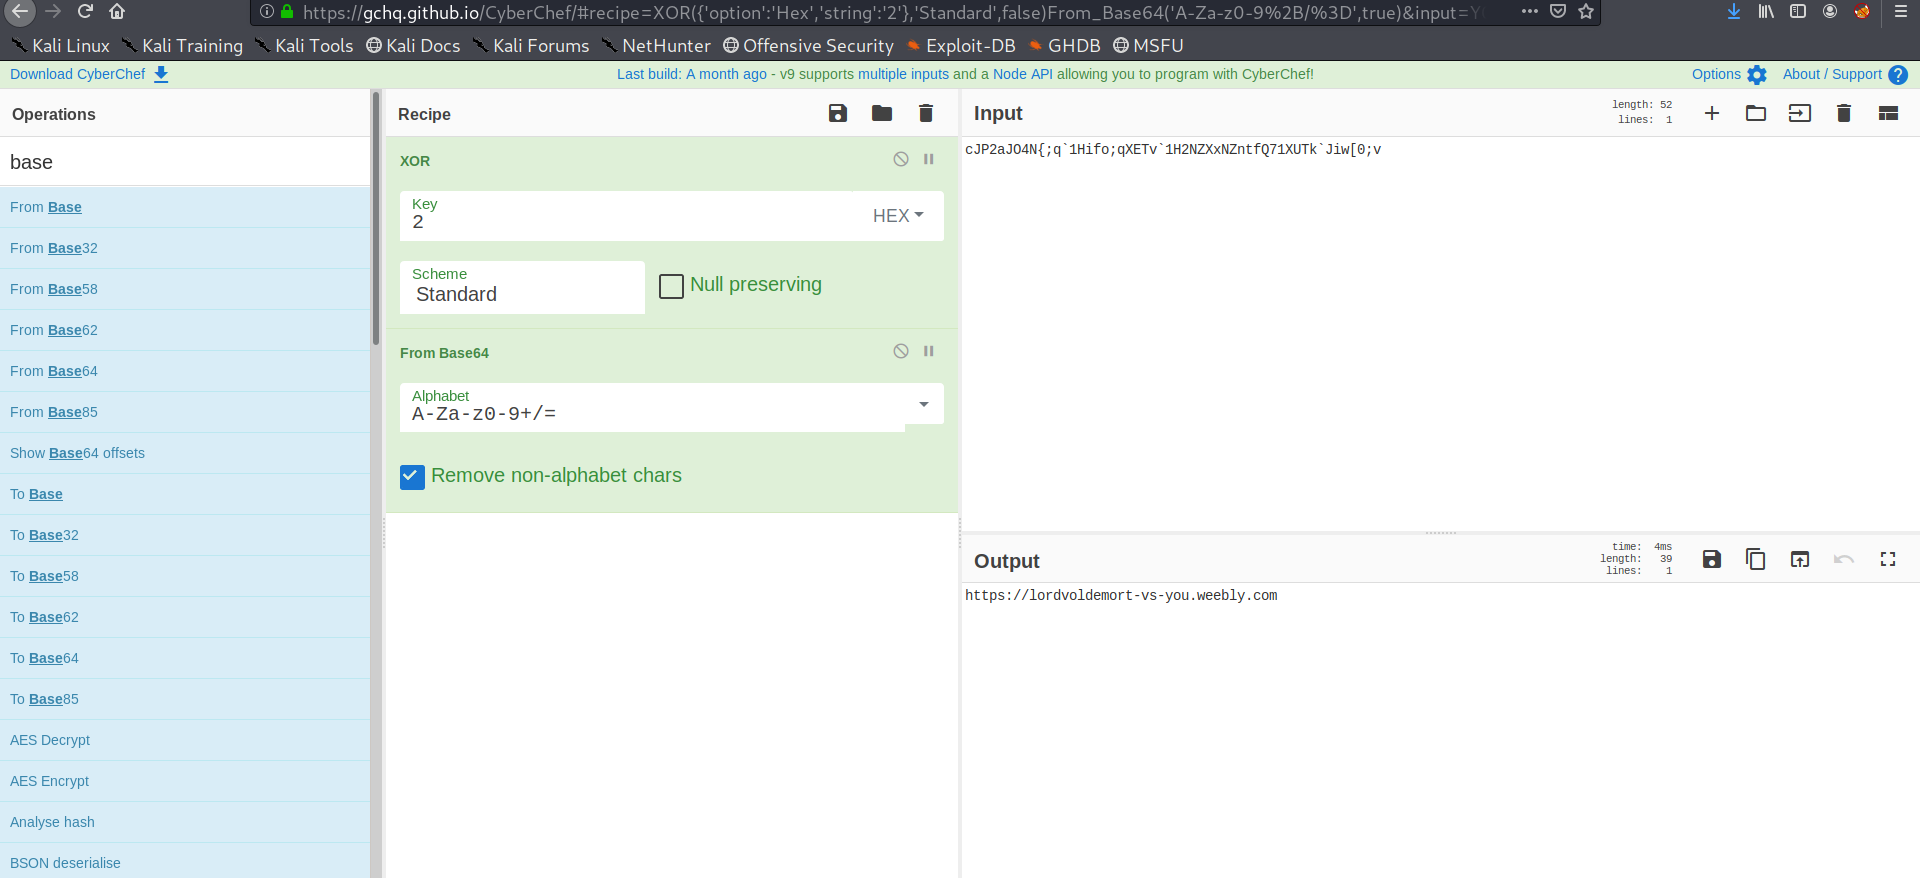 https://gchq.github.io/CyberChef/#recipe=XOR({'option':'Hex','string':'2'},'Standard',false)From_Base64('A-Za-z0-9%2B/%3D',true)&input=Y
Kali Linux Kali Training Kali Tools Kali Docs Kali Forums NetHunter Offensive Security Exploit-DB GHDB MSFU
Download CyberChef
Last build: A month ago - v9 supports multiple inputs and a Node API allowing you to program with CyberChef!
Options About / Support
Operations
base
From Base
From Base32
From Base58
From Base62
From Base64
From Base85
Show Base64 offsets
To Base
To Base32
To Base58
To Base62
To Base64
To Base85
AES Decrypt
AES Encrypt
Analyse hash
BSON deserialise
Recipe
XOR
Key
2
HEX
Scheme
Standard
Null preserving
From Base64
Alphabet
A-Za-z0-9+/=
Remove non-alphabet chars
Input
length: 52
lines: 1
cJP2aJO4N{;q`1Hifo;qXETv`1H2NZXxNZntfQ71XUTk`Jiw[0;v
Output
time: 4ms
length: 39
lines: 1
https://lordvoldemort-vs-you.weebly.com